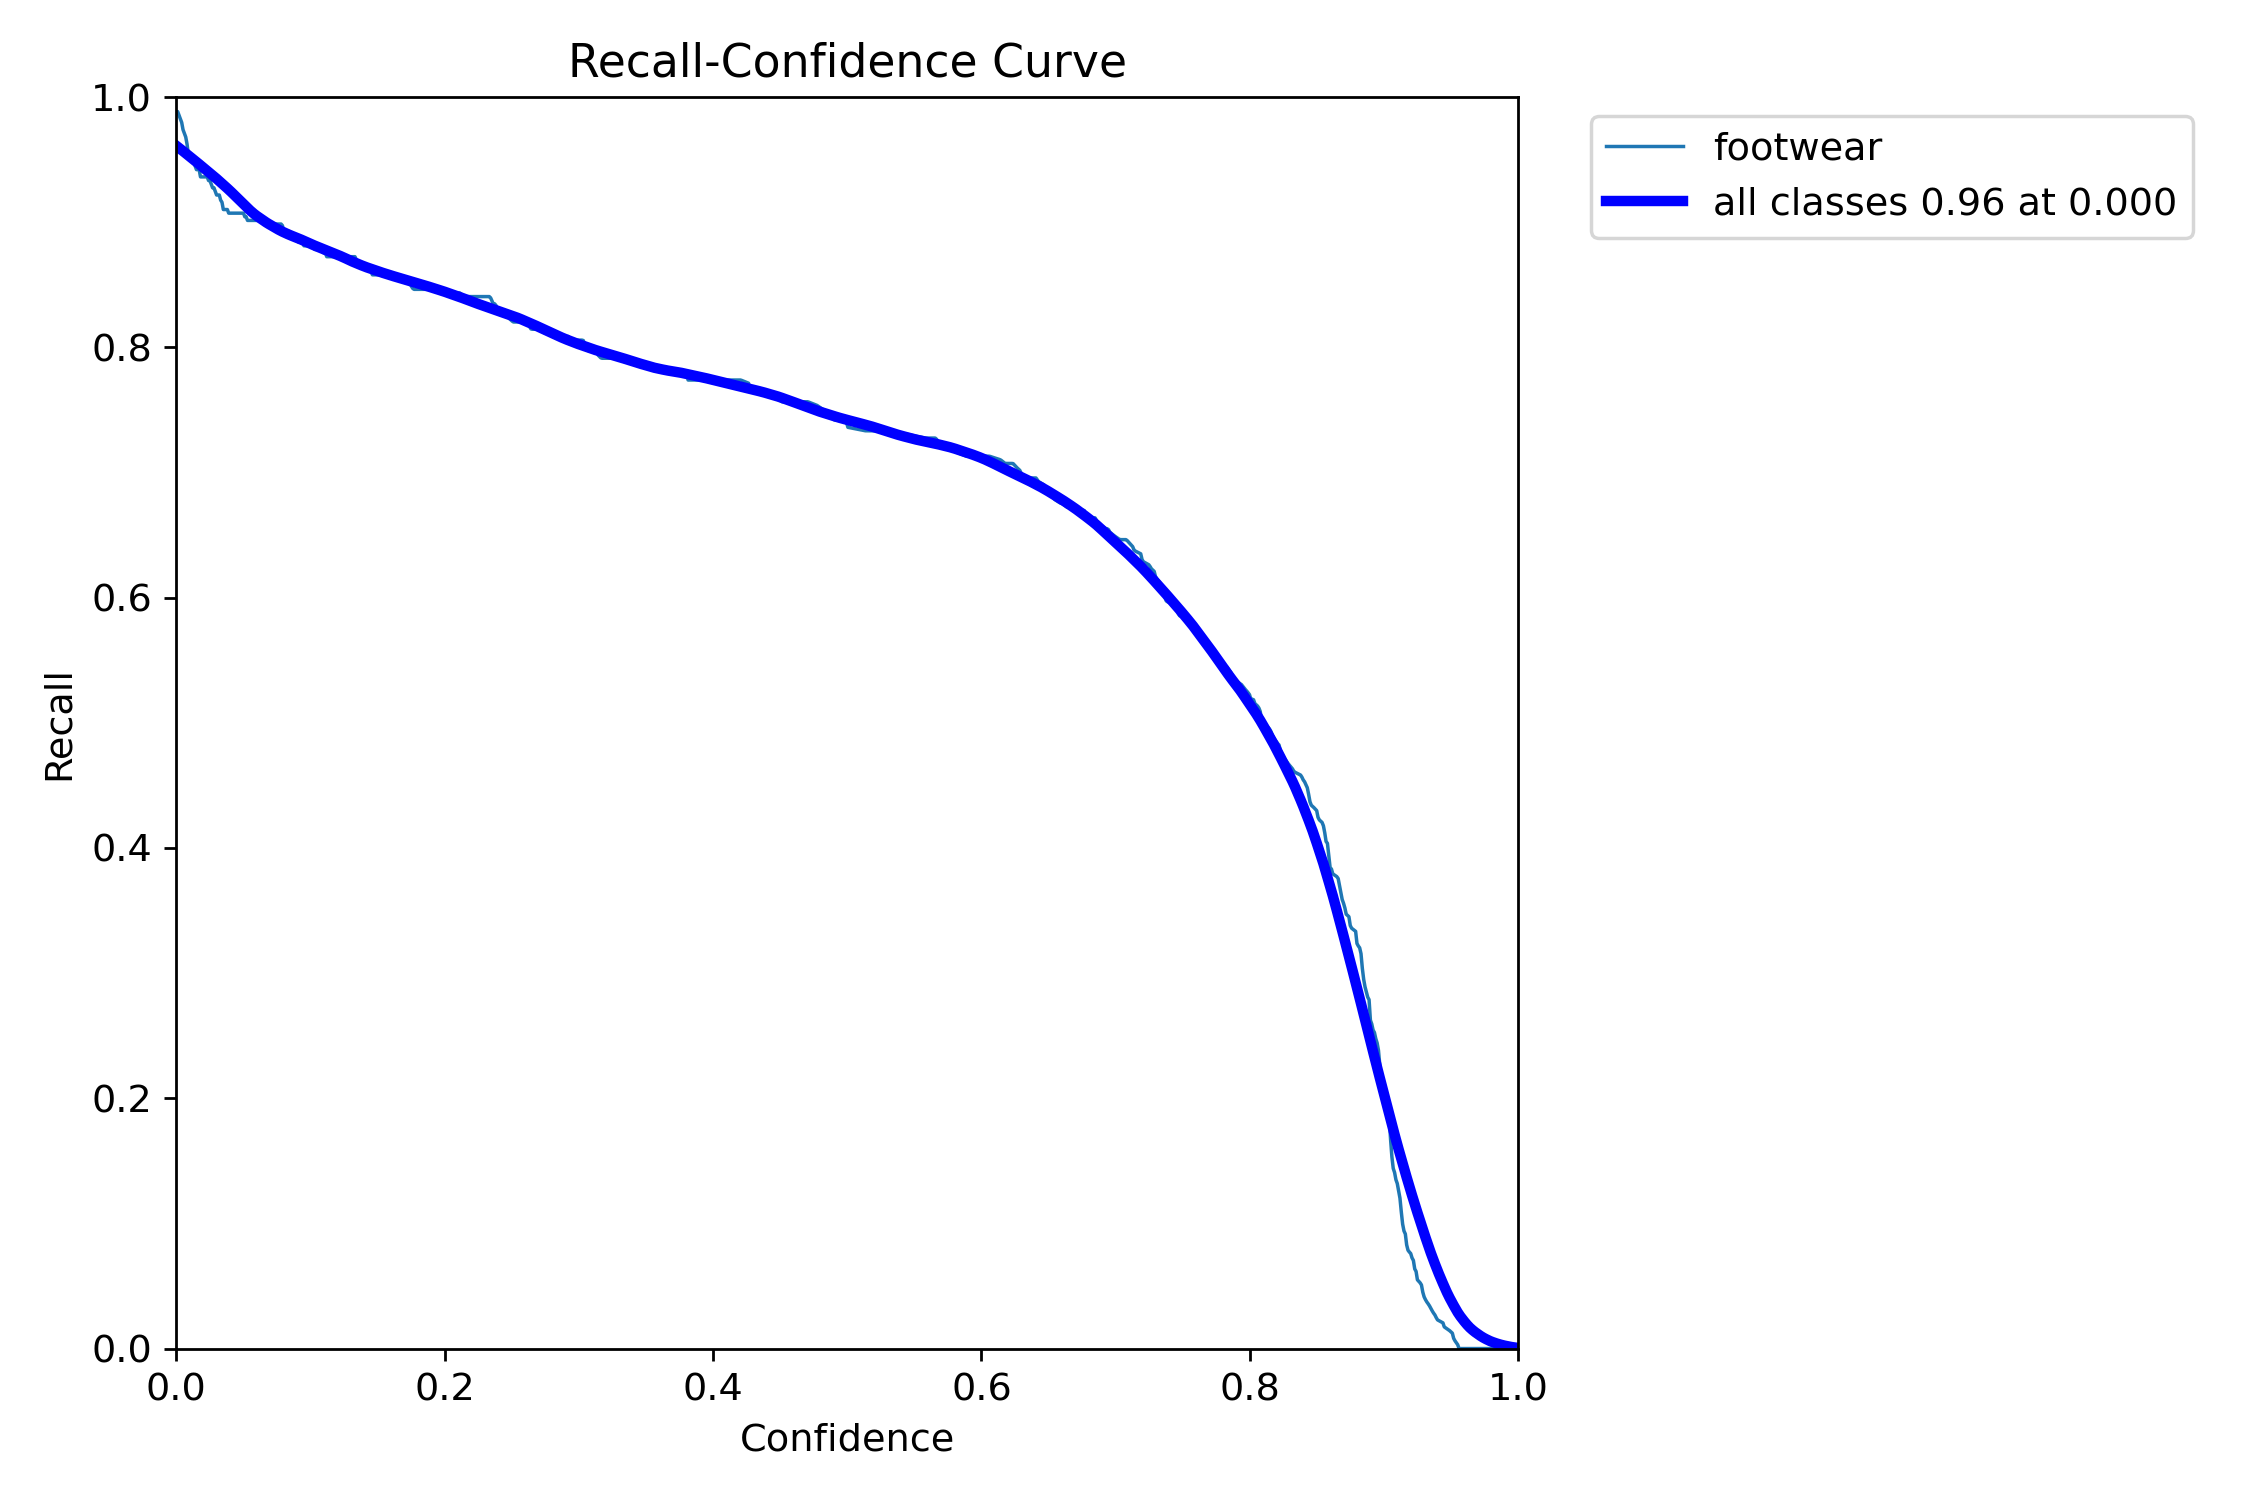 Recall-Confidence Curve
1.0
0.8
0.6
0.4
0.2
0.0
Recall
0.0 0.2 0.4 0.6 0.8 1.0
Confidence
footwear
all classes 0.96 at 0.000